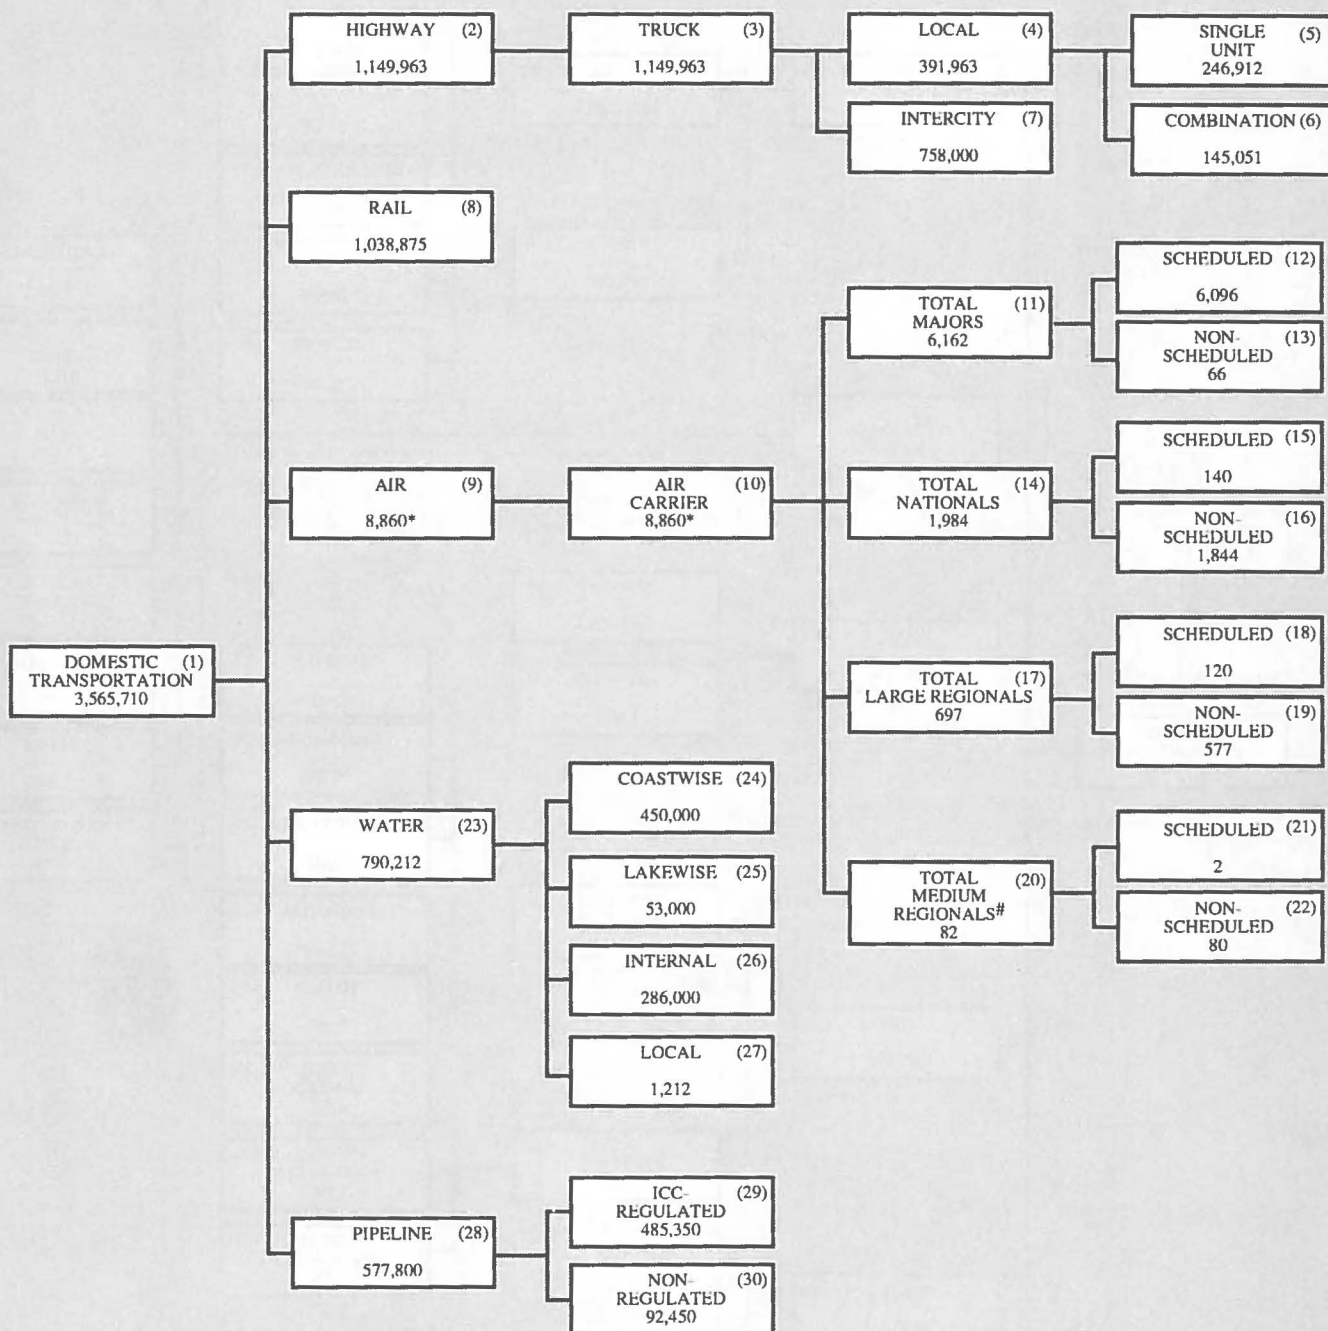 HIGHWAY (2)
1,149,963
TRUCK (3)
1,149,963
LOCAL (4)
391,963
SINGLE (5)
UNIT
246,912
COMBINATION (6)
145,051
INTERCITY (7)
758,000
RAIL (8)
1,038,875
AIR (9)
8,860*
AIR (10)
CARRIER
8,860*
TOTAL (11)
MAJORS
6,162
SCHEDULED (12)
6,096
NON- (13)
SCHEDULED
66
TOTAL (14)
NATIONALS
1,984
SCHEDULED (15)
140
NON- (16)
SCHEDULED
1,844
TOTAL (17)
LARGE REGIONALS
697
SCHEDULED (18)
120
NON- (19)
SCHEDULED
577
TOTAL (20)
MEDIUM
REGIONALS#
82
SCHEDULED (21)
2
NON- (22)
SCHEDULED
80
DOMESTIC (1)
TRANSPORTATION
3,565,710
WATER (23)
790,212
COASTWISE (24)
450,000
LAKEWISE (25)
53,000
INTERNAL (26)
286,000
LOCAL (27)
1,212
PIPELINE (28)
577,800
ICC- (29)
REGULATED
485,350
NON- (30)
REGULATED
92,450